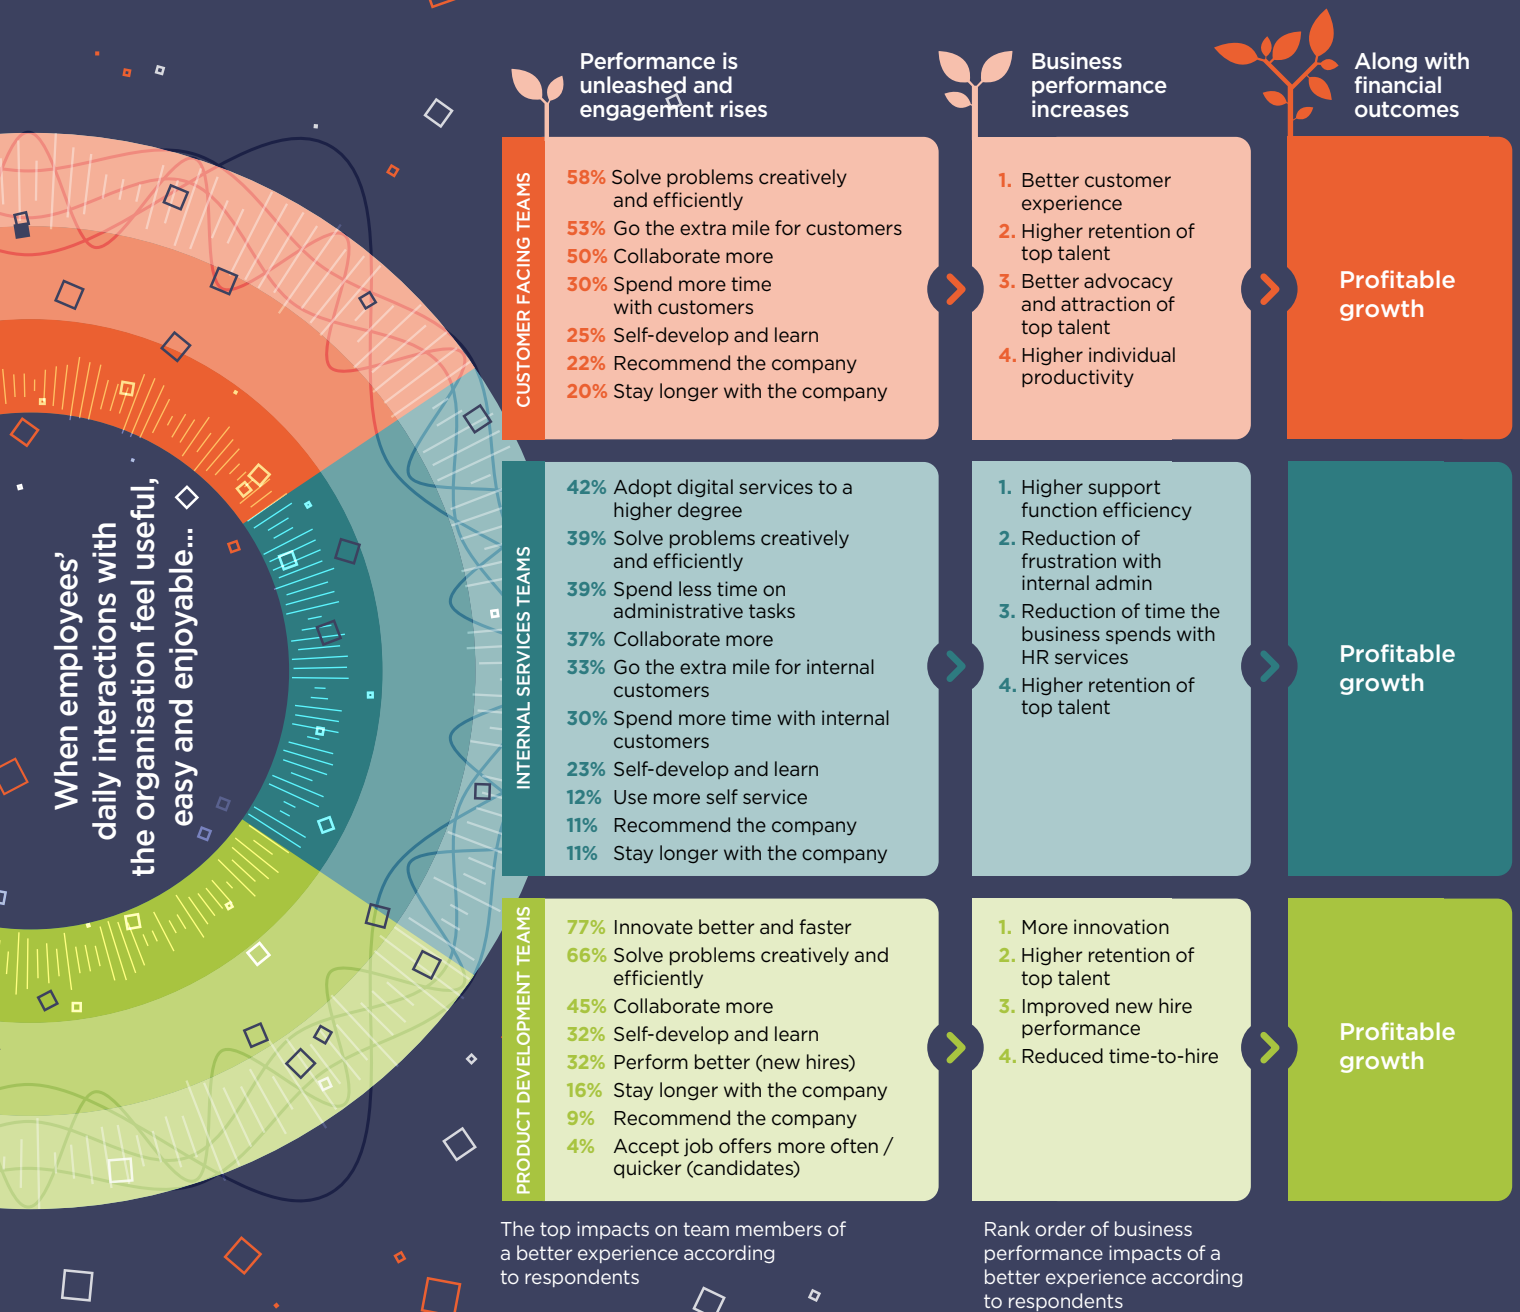 When employees’
daily interactions with
the organisation feel useful,
easy and enjoyable...
Performance is
unleashed and
engagement rises
Business
performance
increases
Along with
financial
outcomes
CUSTOMER FACING TEAMS
58% Solve problems creatively
and efficiently
53% Go the extra mile for customers
50% Collaborate more
30% Spend more time
with customers
25% Self-develop and learn
22% Recommend the company
20% Stay longer with the company
1. Better customer
experience
2. Higher retention of
top talent
3. Better advocacy
and attraction of
top talent
4. Higher individual
productivity
Profitable
growth
INTERNAL SERVICES TEAMS
42% Adopt digital services to a
higher degree
39% Solve problems creatively
and efficiently
39% Spend less time on
administrative tasks
37% Collaborate more
33% Go the extra mile for internal
customers
30% Spend more time with internal
customers
23% Self-develop and learn
12% Use more self service
11% Recommend the company
11% Stay longer with the company
1. Higher support
function efficiency
2. Reduction of
frustration with
internal admin
3. Reduction of time the
business spends with
HR services
4. Higher retention of
top talent
Profitable
growth
PRODUCT DEVELOPMENT TEAMS
77% Innovate better and faster
66% Solve problems creatively and
efficiently
45% Collaborate more
32% Self-develop and learn
32% Perform better (new hires)
16% Stay longer with the company
9% Recommend the company
4% Accept job offers more often /
quicker (candidates)
1. More innovation
2. Higher retention of
top talent
3. Improved new hire
performance
4. Reduced time-to-hire
Profitable
growth
The top impacts on team members of
a better experience according
to respondents
Rank order of business
performance impacts of a
better experience according
to respondents